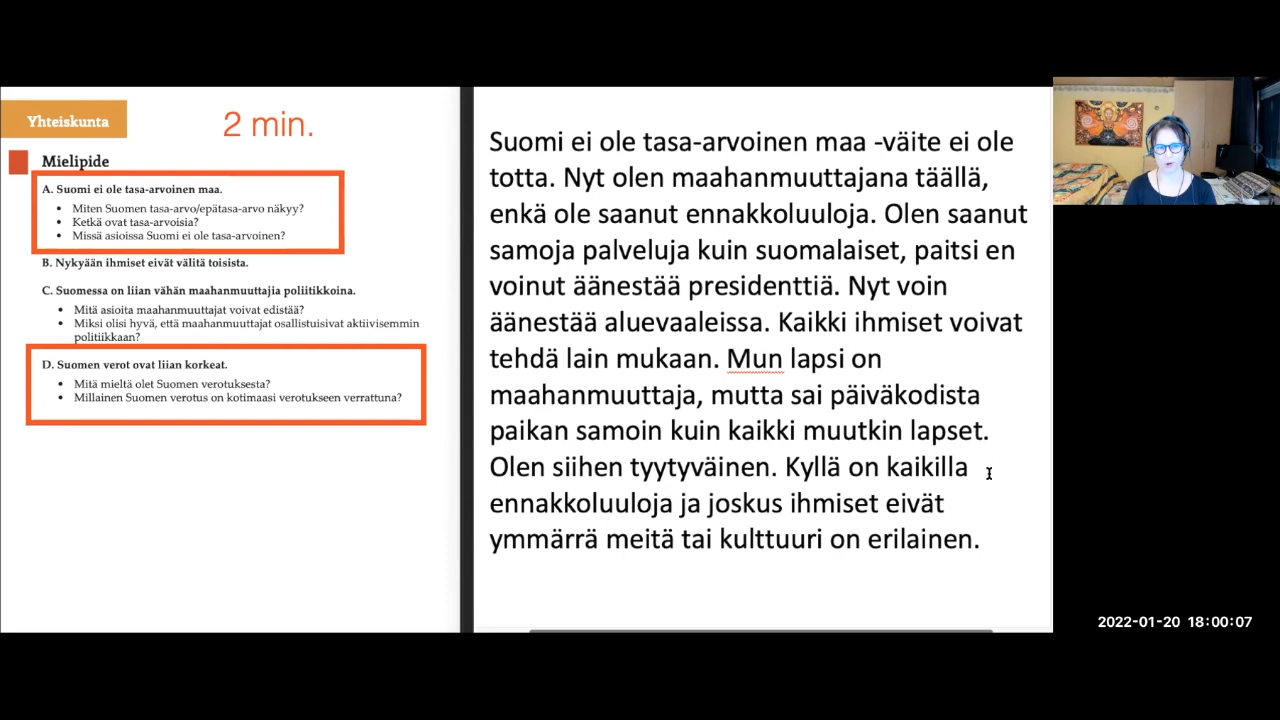 Yhteiskunta
2 min.
Mielipide
A. Suomi ei ole tasa-arvoinen maa.
• Miten Suomen tasa-arvo/epätasa-arvo näkyy?
• Ketkä ovat tasa-arvoisia?
• Missä asioissa Suomi ei ole tasa-arvoinen?
B. Nykyään ihmiset eivät välitä toisista.
C. Suomessa on liian vähän maahanmuuttajia poliitikkoina.
• Mitä asioita maahanmuuttajat voivat edistää?
• Miksi olisi hyvä, että maahanmuuttajat osallistuisivat aktiivisemmin
politiikkaan?
D. Suomen verot ovat liian korkeat.
• Mitä mieltä olet Suomen verotuksesta?
• Millainen Suomen verotus on kotimaasi verotukseen verrattuna?
Suomi ei ole tasa-arvoinen maa -väite ei ole
totta. Nyt olen maahanmuuttajana täällä,
enkä ole saanut ennakkoluuloja. Olen saanut
samoja palveluja kuin suomalaiset, paitsi en
voinut äänestää presidenttiä. Nyt voin
äänestää aluevaaleissa. Kaikki ihmiset voivat
tehdä lain mukaan. Mun lapsi on
maahanmuuttaja, mutta sai päiväkodista
paikan samoin kuin kaikki muutkin lapset.
Olen siihen tyytyväinen. Kyllä on kaikilla
ennakkoluuloja ja joskus ihmiset eivät
ymmärrä meitä tai kulttuuri on erilainen.
2022-01-20 18:00:07